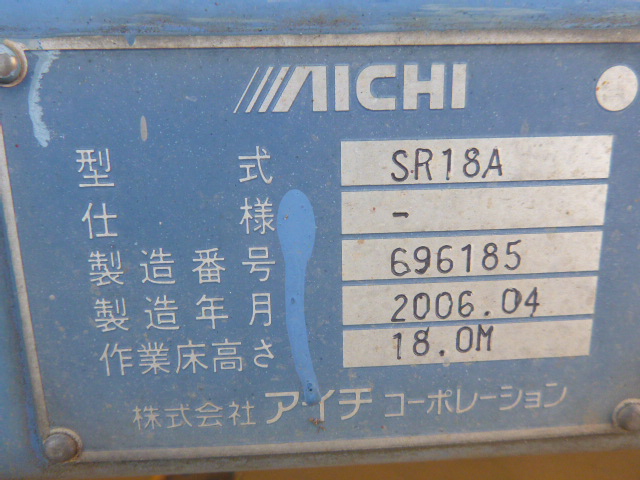 AICHI
型式 SR18A
仕様 -
製造番号 696185
製造年月 2006.04
作業床高さ 18.0M
株式会社 アイチ コーポレーション